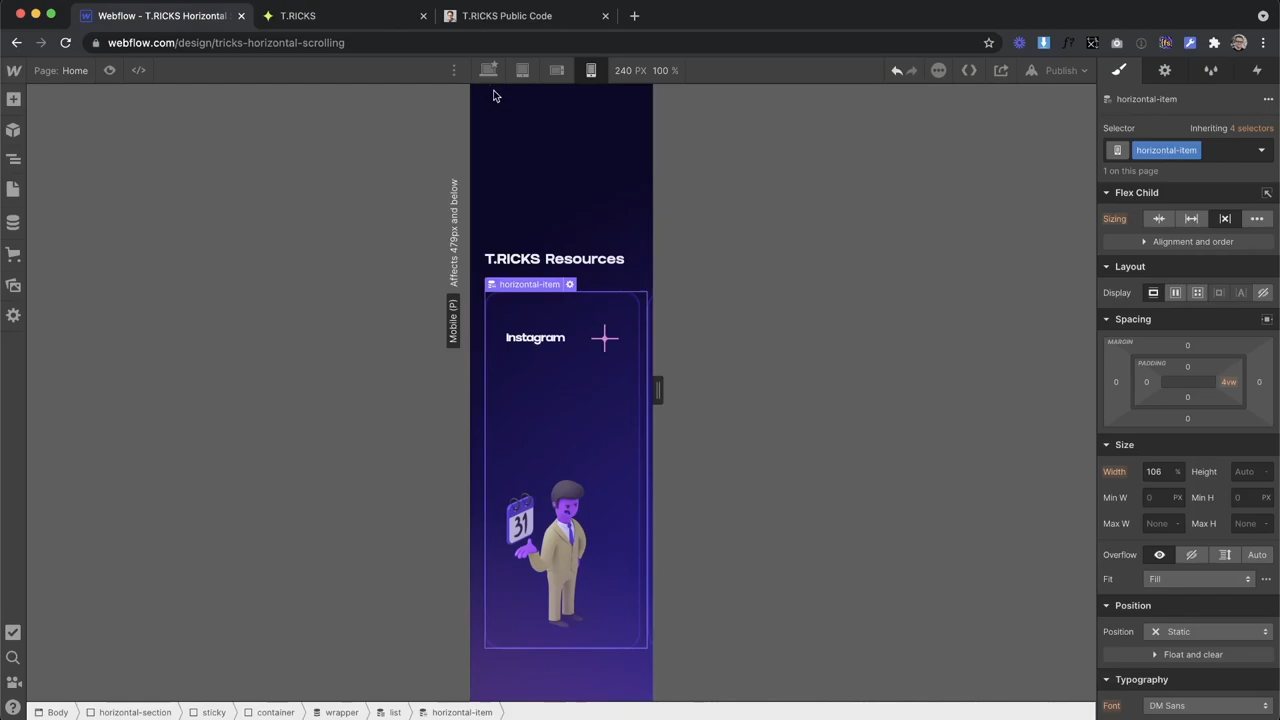 Webflow - T.RICKS Horizontal
T.RICKS
T.RICKS Public Code
webflow.com/design/tricks-horizontal-scrolling
Page: Home
240 PX 100 %
Publish
horizontal-item
Selector
Inheriting 4 selectors
horizontal-item
1 on this page
Flex Child
Sizing
Alignment and order
Layout
Display
Spacing
MARGIN
0
PADDING
0
0
0
4vw
0
0
0
Size
Width
106 %
Height
Auto -
Min W
0 PX
Min H
0 PX
Max W
None -
Max H
None -
Overflow
Auto
Fit
Fill
Position
Position
Static
Float and clear
Typography
Font
DM Sans
Affects 479px and below
Mobile (P)
T.RICKS Resources
horizontal-item
Instagram
31
Body
horizontal-section
sticky
container
wrapper
list
horizontal-item